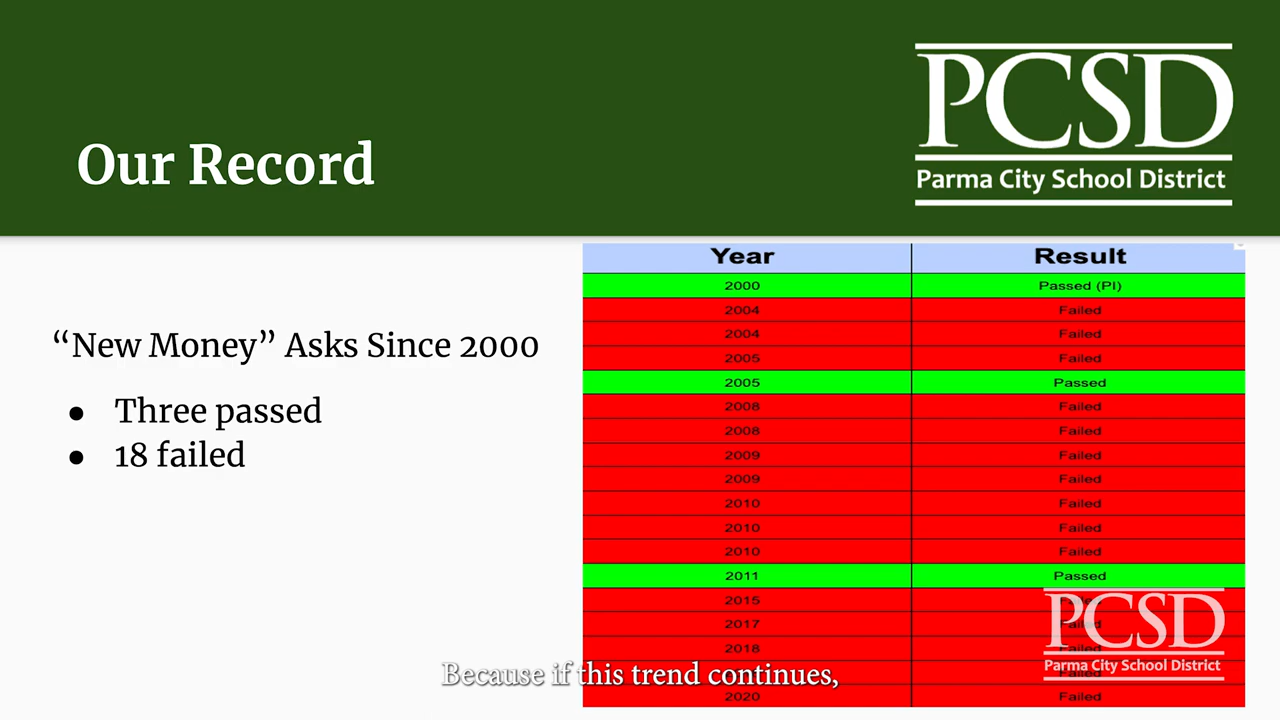 Our Record
PCSD
Parma City School District
“New Money” Asks Since 2000
● Three passed
● 18 failed
Year Result
2000 Passed (PI)
2004 Failed
2004 Failed
2005 Failed
2005 Passed
2008 Failed
2008 Failed
2009 Failed
2009 Failed
2010 Failed
2010 Failed
2010 Failed
2011 Passed
2015 Failed
2017 Failed
2018 Failed
Failed
2020 Failed
PCSD
Parma City School District
Because if this trend continues,